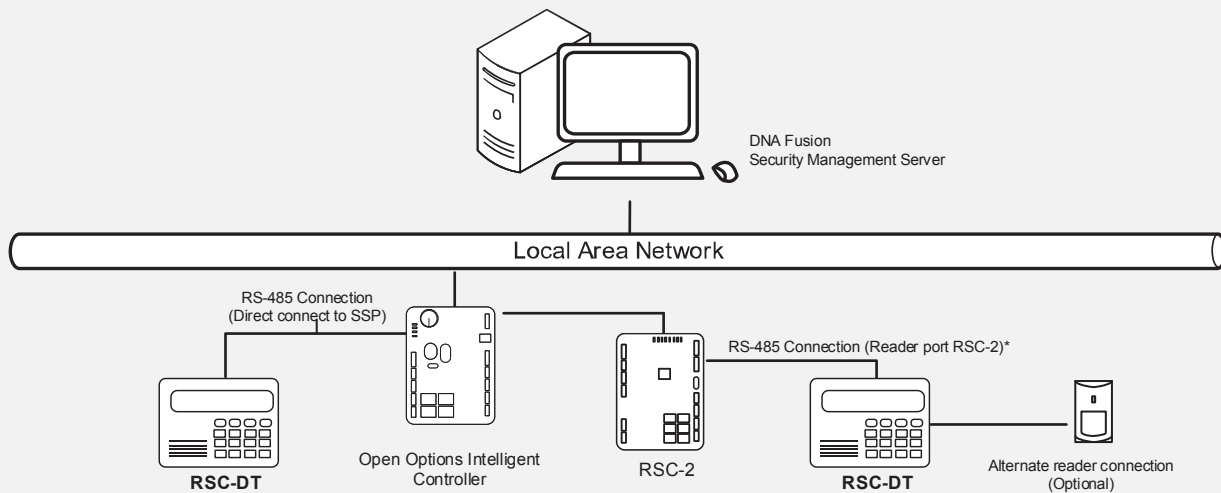 DNA Fusion
Security Management Server
Local Area Network
RS-485 Connection
(Direct connect to SSP)
RS-485 Connection (Reader port RSC-2)*
RSC-DT
Open Options Intelligent
Controller
RSC-2
RSC-DT
Alternate reader connection
(Optional)